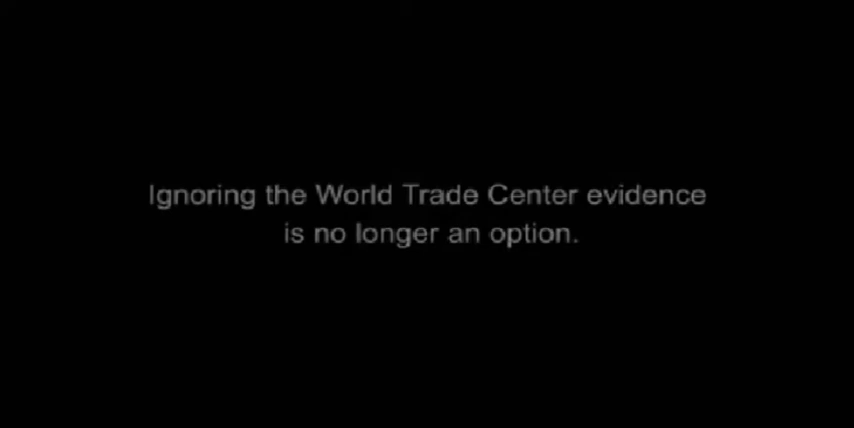 Ignoring the World Trade Center evidence
is no longer an option.